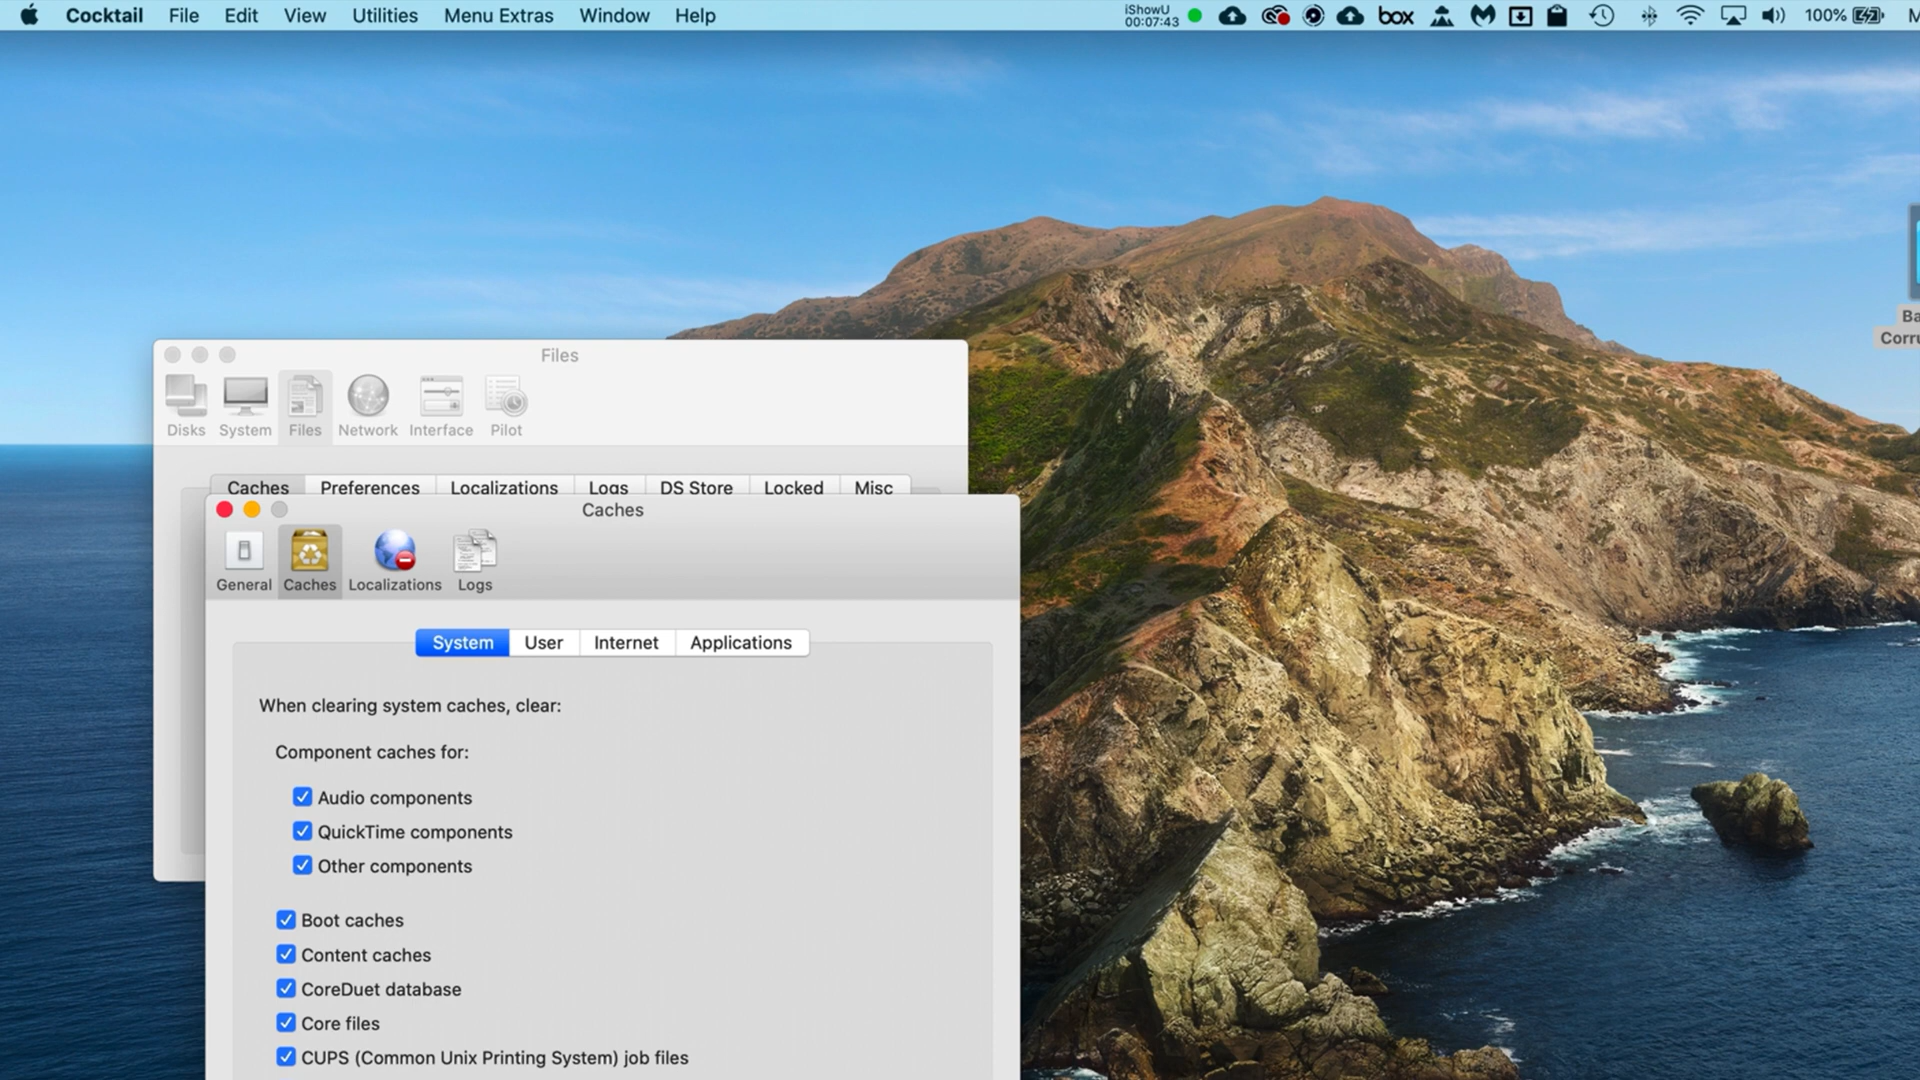 Cocktail File Edit View Utilities Menu Extras Window Help
iShowU
00:07:43
box
100%
Ba
Corru
Files
Disks System Files Network Interface Pilot
Caches Preferences Localizations Logs DS Store Locked Misc
Caches
General Caches Localizations Logs
System User Internet Applications
When clearing system caches, clear:
Component caches for:
Audio components
QuickTime components
Other components
Boot caches
Content caches
CoreDuet database
Core files
CUPS (Common Unix Printing System) job files